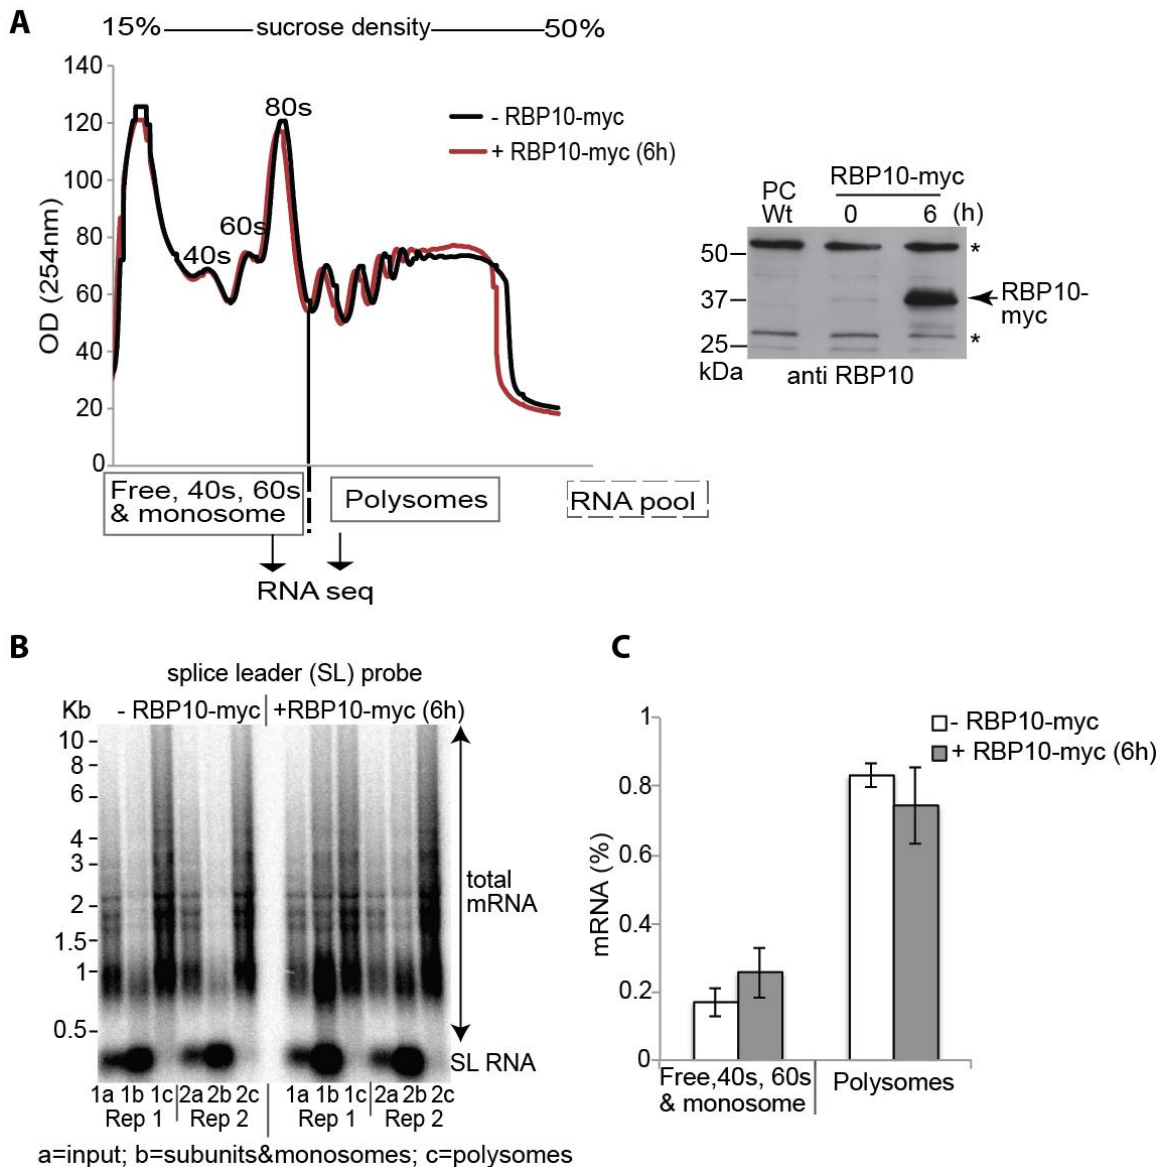 A
15% sucrose density 50%
140
120
100
80
60
40
20
0
OD (254nm)
80s
60s
40s
- RBP10-myc
+ RBP10-myc (6h)
Free, 40s, 60s
& monosome
Polysomes
RNA pool
RNA seq
RBP10-myc
PC
Wt
0 6 (h)
50
37
25
kDa
*
RBP10-
myc
*
anti RBP10
B
splice leader (SL) probe
Kb
- RBP10-myc
+RBP10-myc (6h)
10
8
6
4
3
2
1.5
1
0.5
total
mRNA
SL RNA
1a 1b 1c 2a 2b 2c 1a 1b 1c 2a 2b 2c
Rep 1 Rep 2 Rep 1 Rep 2
a=input; b=subunits&monosomes; c=polysomes
C
- RBP10-myc
+ RBP10-myc (6h)
1
0.8
0.6
0.4
0.2
0
mRNA (%)
Free,40s, 60s
& monosome
Polysomes